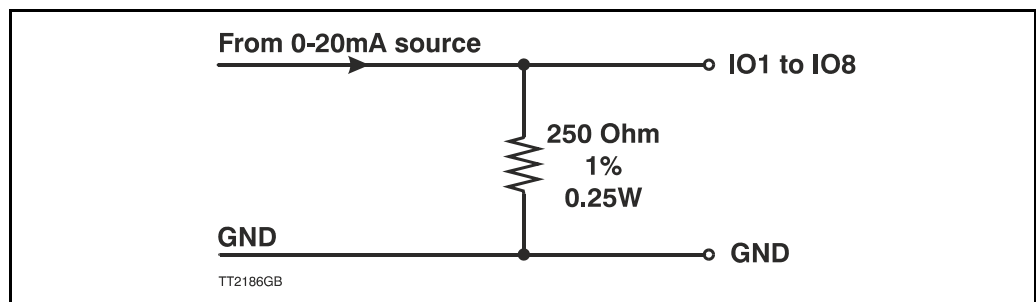 From 0-20mA source
IO1 to IO8
250 Ohm
1%
0.25W
GND
GND
TT2186GB